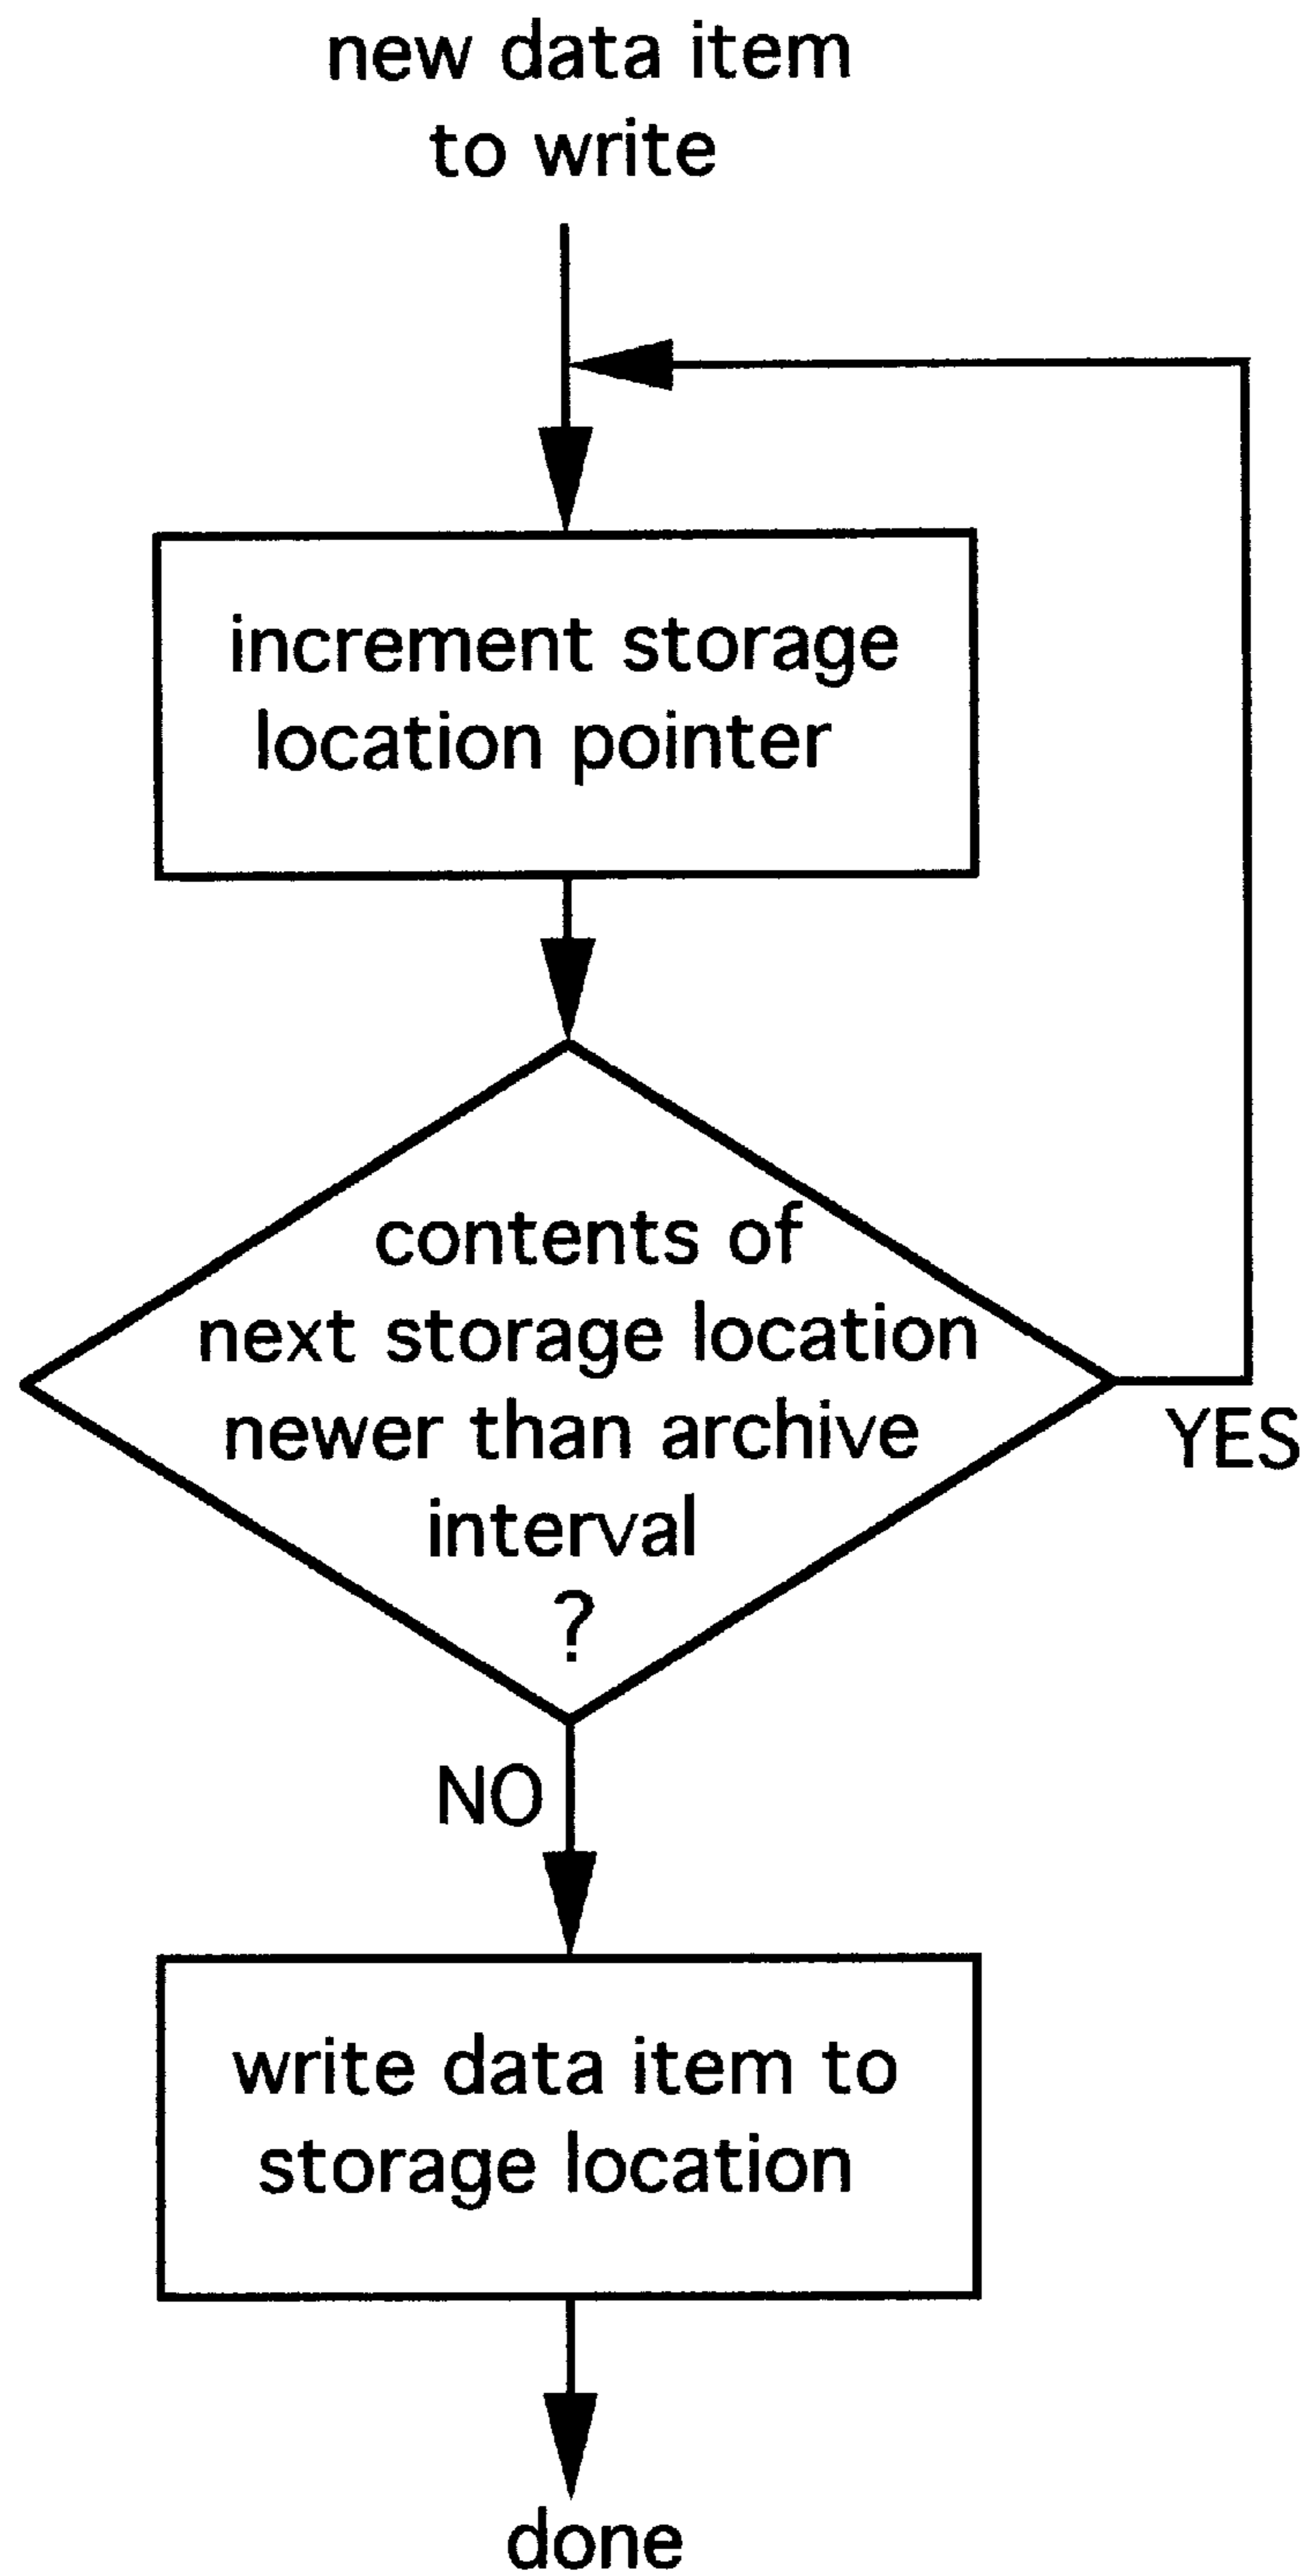 new data item
to write
increment storage
location pointer
contents of
next storage location
newer than archive
interval
?
YES
NO
write data item to
storage location
done